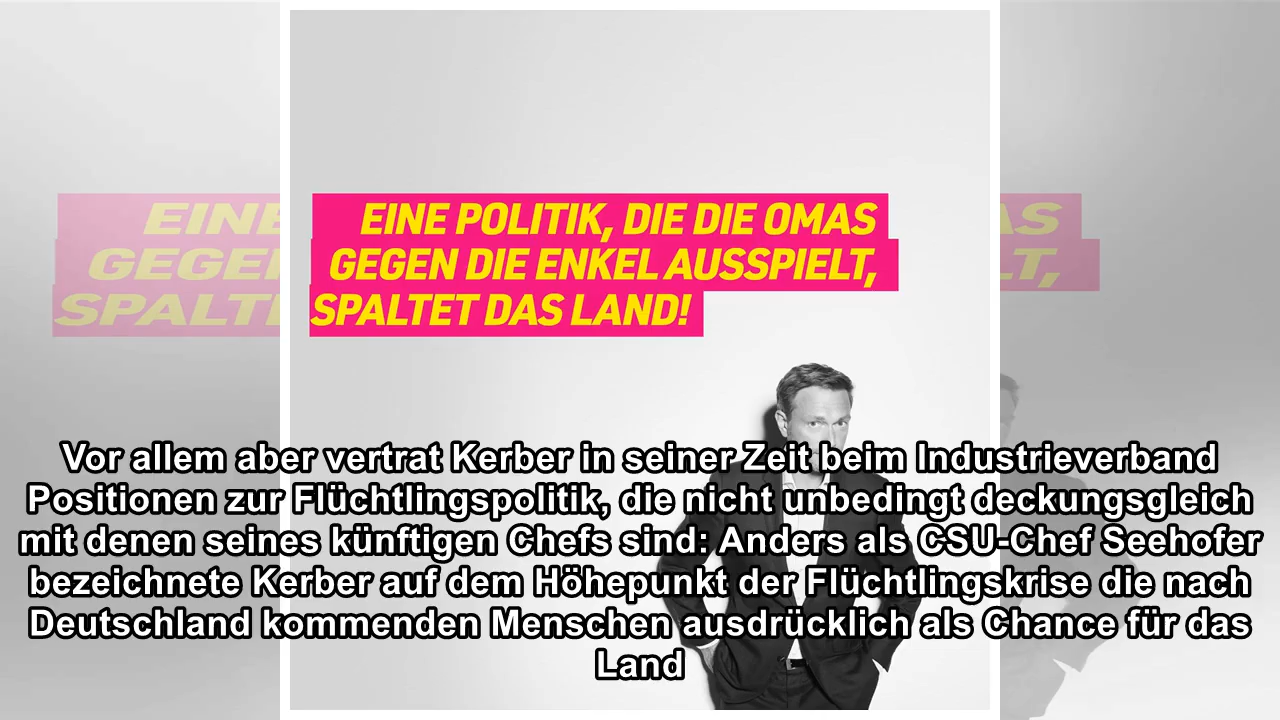 EINE POLITIK, DIE DIE OMAS
GEGEN DIE ENKEL AUSSPIELT,
SPALTET DAS LAND!
Vor allem aber vertrat Kerber in seiner Zeit beim Industrieverband
Positionen zur Flüchtlingspolitik, die nicht unbedingt deckungsgleich
mit denen seines künftigen Chefs sind: Anders als CSU-Chef Seehofer
bezeichnete Kerber auf dem Höhepunkt der Flüchtlingskrise die nach
Deutschland kommenden Menschen ausdrücklich als Chance für das
Land